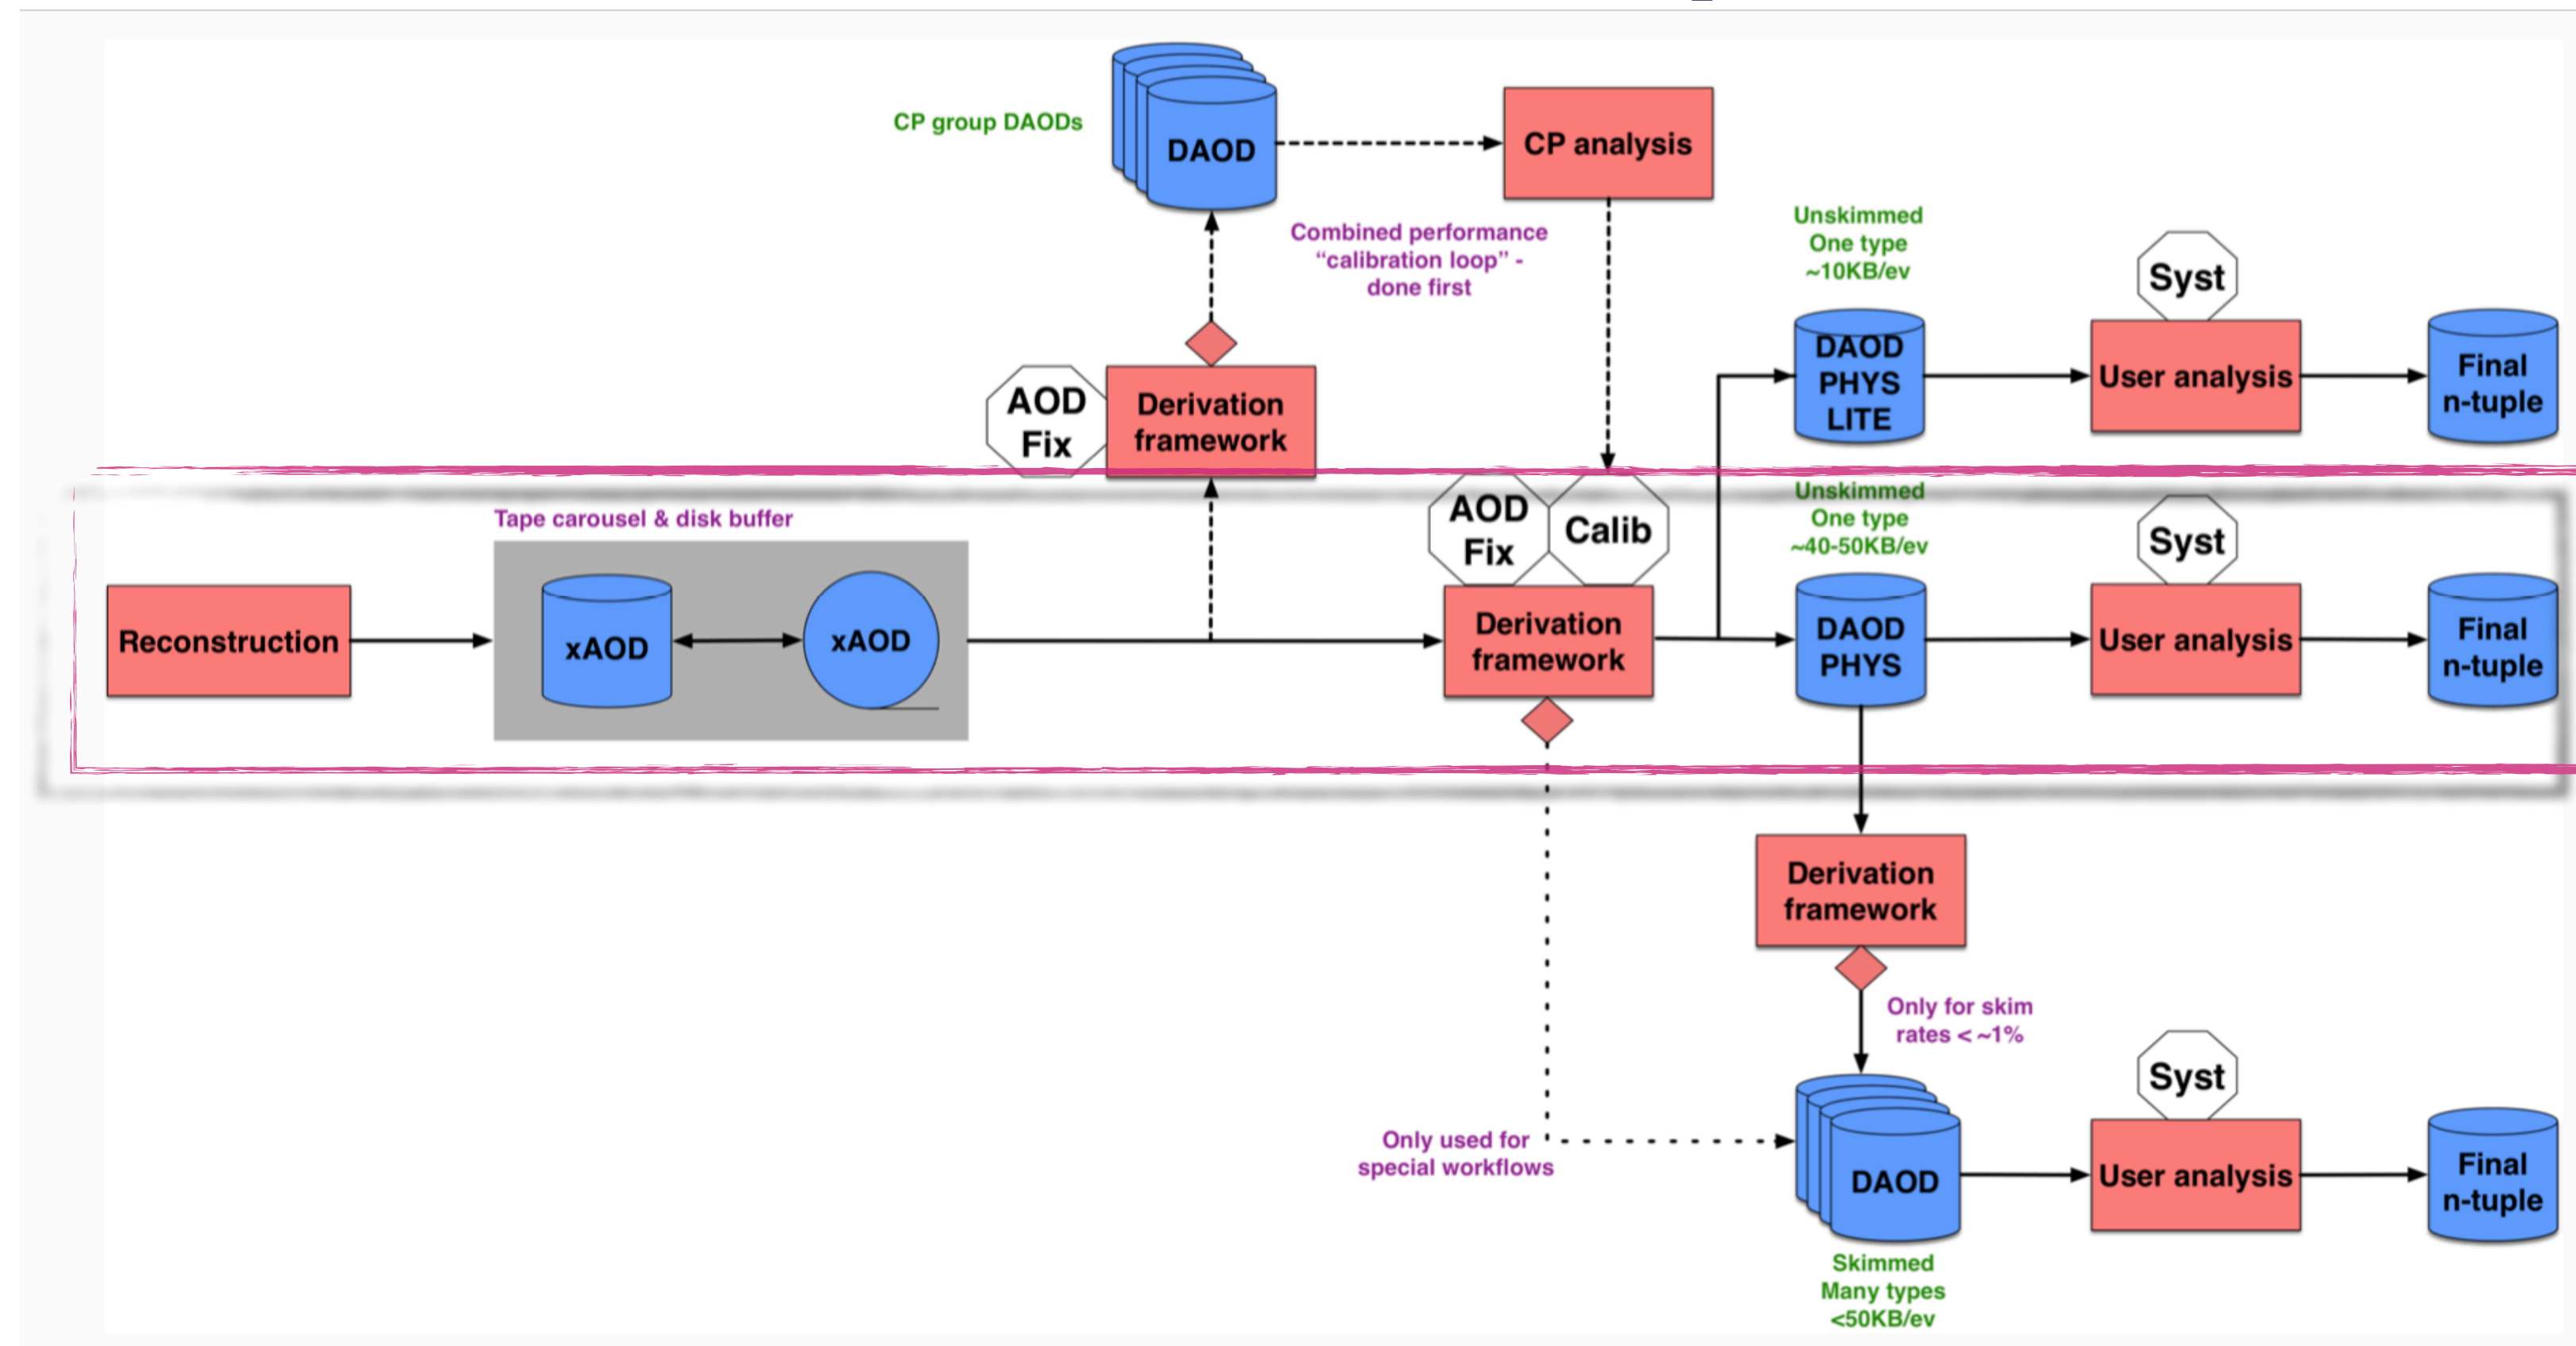 CP group DAODs
DAOD
CP analysis
Combined performance
“calibration loop” -
done first
AOD
Fix
Derivation
framework
Unskimmed
One type
~10KB/ev
DAOD
PHYS
LITE
Syst
User analysis
Final
n-tuple
Tape carousel & disk buffer
Reconstruction
xAOD
xAOD
AOD
Fix
Calib
Derivation
framework
Unskimmed
One type
~40-50KB/ev
DAOD
PHYS
Syst
User analysis
Final
n-tuple
Derivation
framework
Only for skim
rates < ~1%
Only used for
special workflows
DAOD
Skimmed
Many types
<50KB/ev
Syst
User analysis
Final
n-tuple